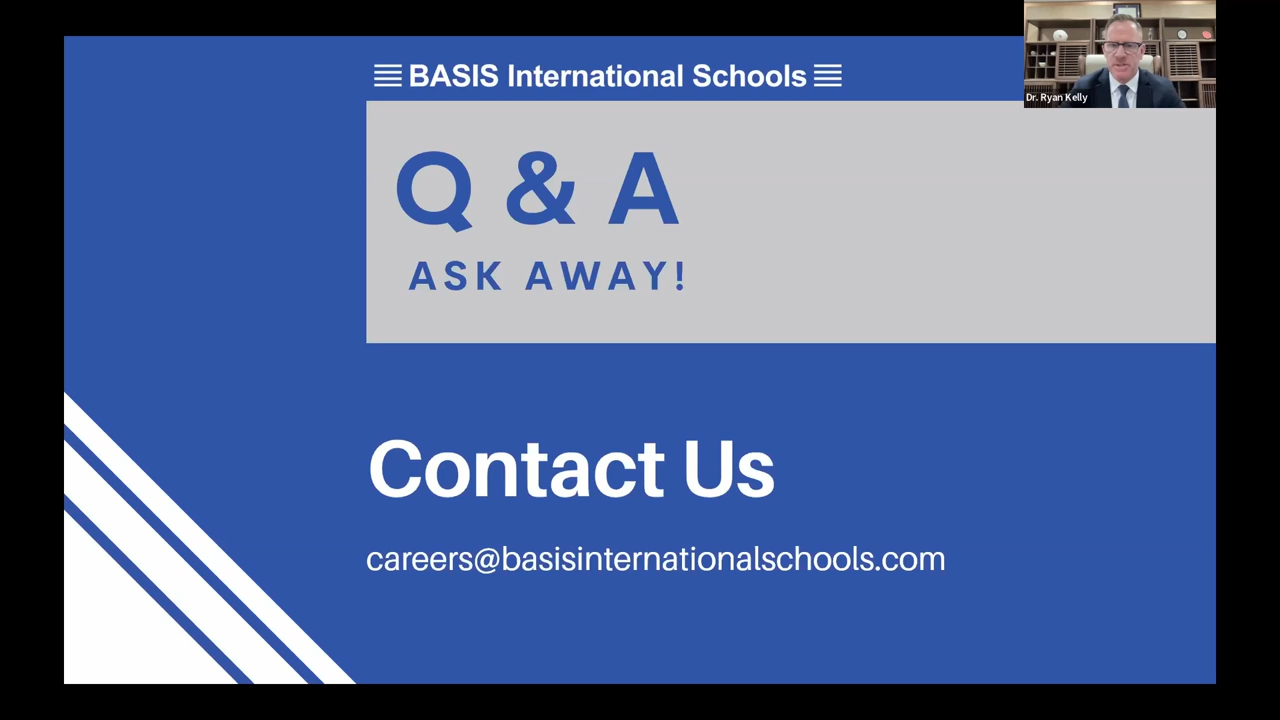 BASIS International Schools
Dr. Ryan Kelly
Q & A
ASK AWAY!
Contact Us
careers@basisinternationalschools.com